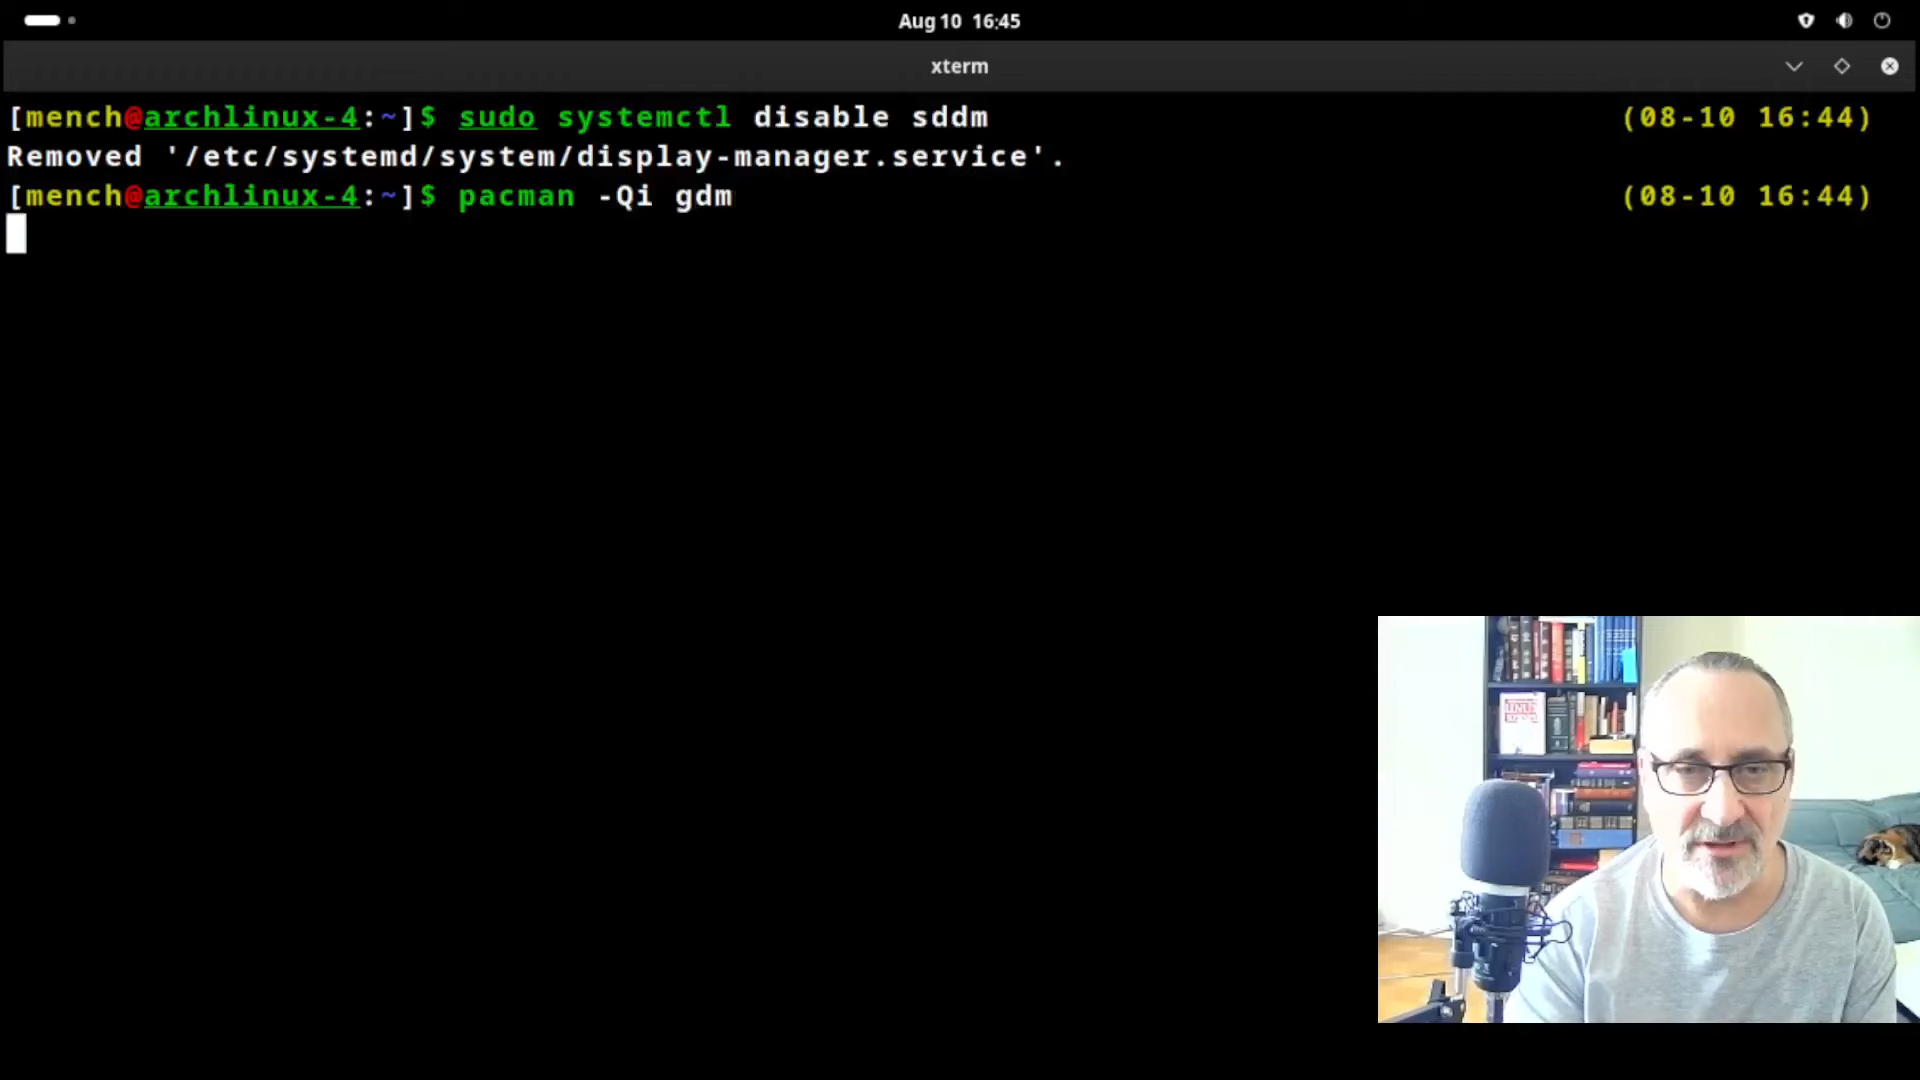 Aug 10 16:45
xterm
[mench@archlinux-4:~]$ sudo systemctl disable sddm (08-10 16:44)
Removed '/etc/systemd/system/display-manager.service'.
[mench@archlinux-4:~]$ pacman -Qi gdm (08-10 16:44)
LINUX